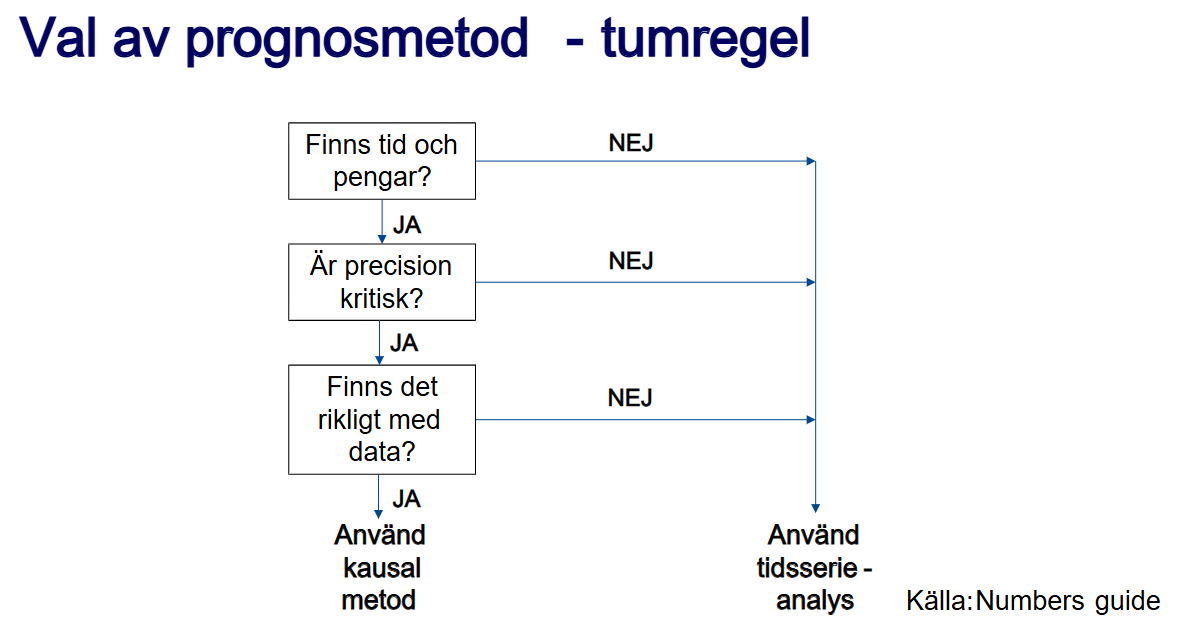 Val av prognosmetod - tumregel
Finns tid och
pengar?
NEJ
JA
Är precision
kritisk?
NEJ
JA
Finns det
rikligt med
data?
NEJ
JA
Använd
kausal
metod
Använd
tidsserie-
analys
Källa:Numbers guide